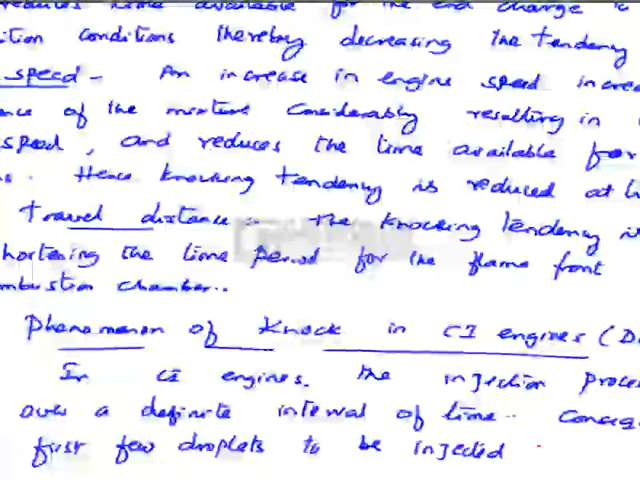 reduces time available for the end charge to
ition conditions thereby decreasing the tendency
speed - An increase in engine speed increa
ence of the mixture considerably resulting in
speed, and reduces the time available for
. Hence knocking tendency is reduced at hi
travel distance - The knocking tendency is
hortening the time period for the flame front
mbustion chamber..
Phenomenon of Knock in CI engines (D
In CI engines. the injection proce
over a definite interval of time.. Conseq
first few droplets to be injected